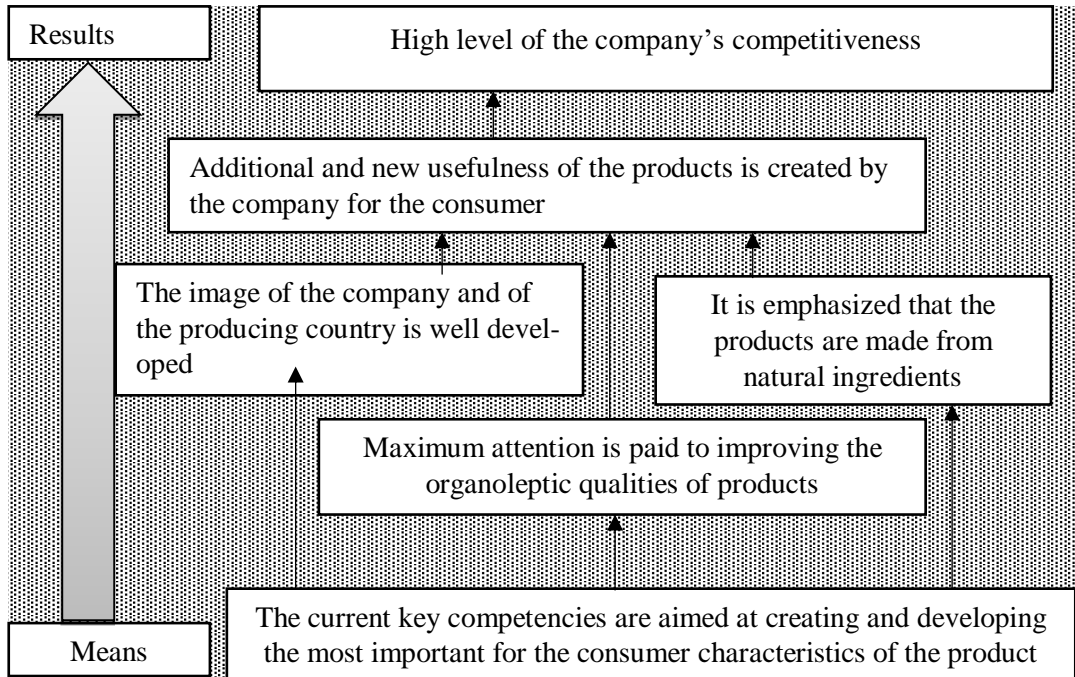 Results
High level of the company’s competitiveness
Additional and new usefulness of the products is created by
the company for the consumer
The image of the company and of
the producing country is well devel-
oped
It is emphasized that the
products are made from
natural ingredients
Maximum attention is paid to improving the
organoleptic qualities of products
The current key competencies are aimed at creating and developing
the most important for the consumer characteristics of the product
Means